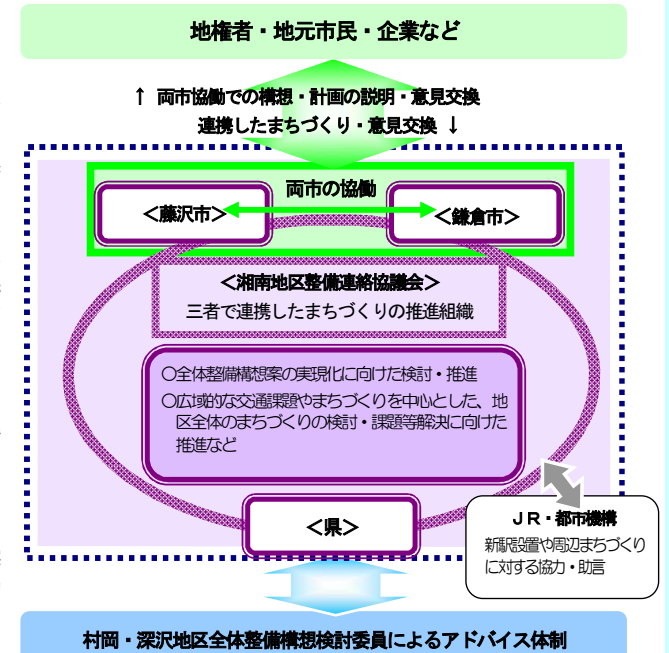 地権者・地元市民・企業など
↑ 両市協働での構想・計画の説明・意見交換
連携したまちづくり・意見交換 ↓
両市の協働
＜藤沢市＞
＜鎌倉市＞
＜湘南地区整備連絡協議会＞
三者で連携したまちづくりの推進組織
○全体整備構想案の実現化に向けた検討・推進
○広域的な交通課題やまちづくりを中心とした、地
区全体のまちづくりの検討・課題等解決に向けた
推進など
＜県＞
ＪＲ・都市機構
新駅設置や周辺まちづくり
に対する協力・助言
村岡・深沢地区全体整備構想検討委員によるアドバイス体制